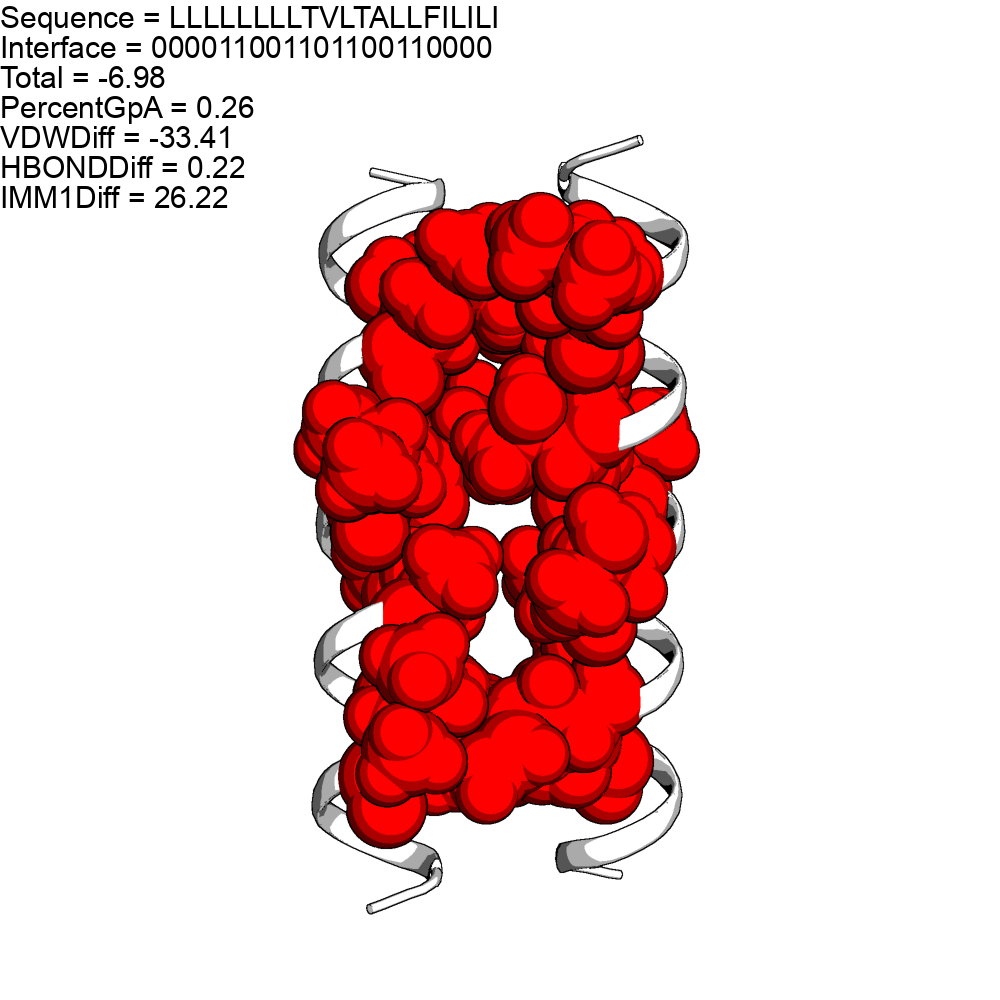 Sequence = LLLLLLLLTVLTALLFILILI
Interface = 000011001101100110000
Total = -6.98
PercentGpA = 0.26
VDWDiff = -33.41
HBONDDiff = 0.22
IMM1Diff = 26.22